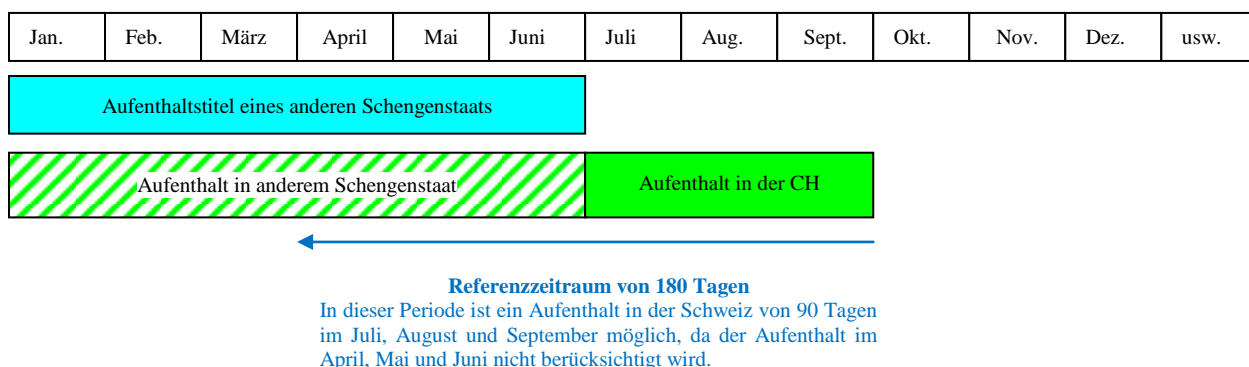 Jan. Feb. März April Mai Juni Juli Aug. Sept. Okt. Nov. Dez. usw.
Aufenthaltstitel eines anderen Schengenstaats
Aufenthalt in anderem Schengenstaat Aufenthalt in der CH
Referenzzeitraum von 180 Tagen
In dieser Periode ist ein Aufenthalt in der Schweiz von 90 Tagen
im Juli, August und September möglich, da der Aufenthalt im
April, Mai und Juni nicht berücksichtigt wird.